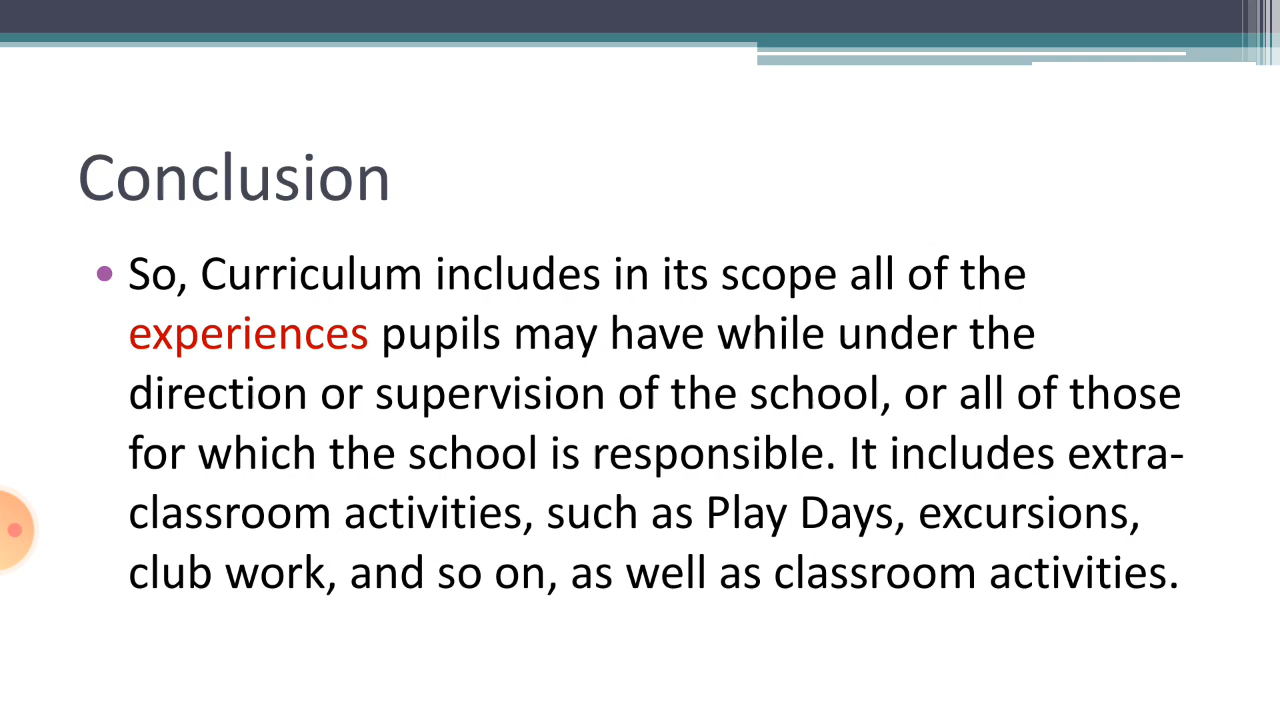 Conclusion
• So, Curriculum includes in its scope all of the
experiences pupils may have while under the
direction or supervision of the school, or all of those
for which the school is responsible. It includes extra-
classroom activities, such as Play Days, excursions,
club work, and so on, as well as classroom activities.